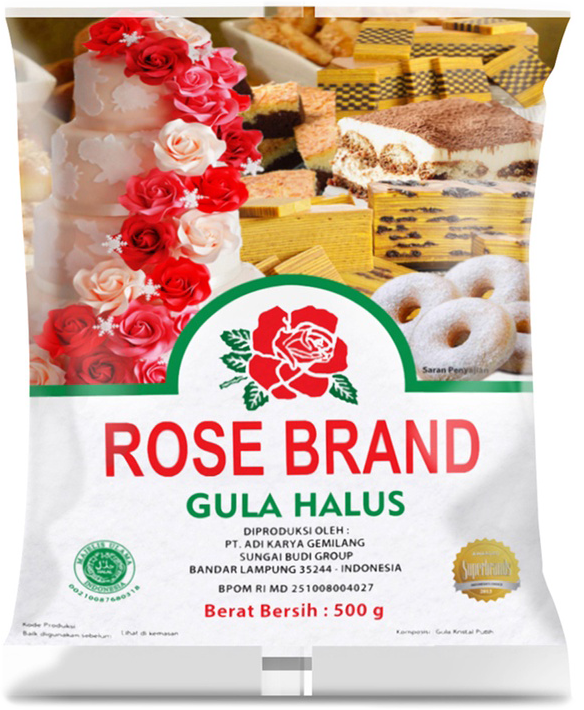 Saran Penyajian
ROSE BRAND
GULA HALUS
DIPRODUKSI OLEH :
PT. ADI KARYA GEMILANG
SUNGAI BUDI GROUP
BANDAR LAMPUNG 35244 - INDONESIA
BPOM RI MD 251008004027
Berat Bersih : 500 g
MAJELIS ULAMA
حلال
INDONESIA
00210087680318
Superbrands
Kode Produksi
Baik digunakan sebelum : Lihat di kemasan
Komposisi : Gula Kristal Putih